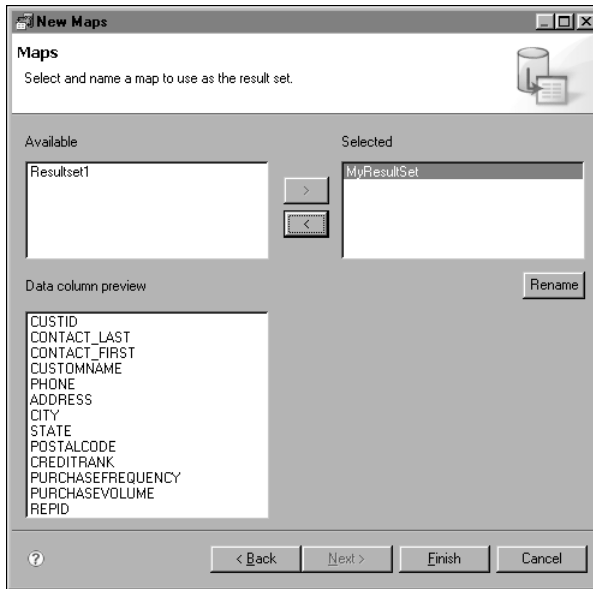 New Maps
Maps
Select and name a map to use as the result set.
Available
Selected
Resultset1
MyResultSet
>
<
Data column preview
Rename
CUSTID
CONTACT_LAST
CONTACT_FIRST
CUSTOMNAME
PHONE
ADDRESS
CITY
STATE
POSTALCODE
CREDITRANK
PURCHASEFREQUENCY
PURCHASEVOLUME
REPID
?
< Back
Next >
Finish
Cancel